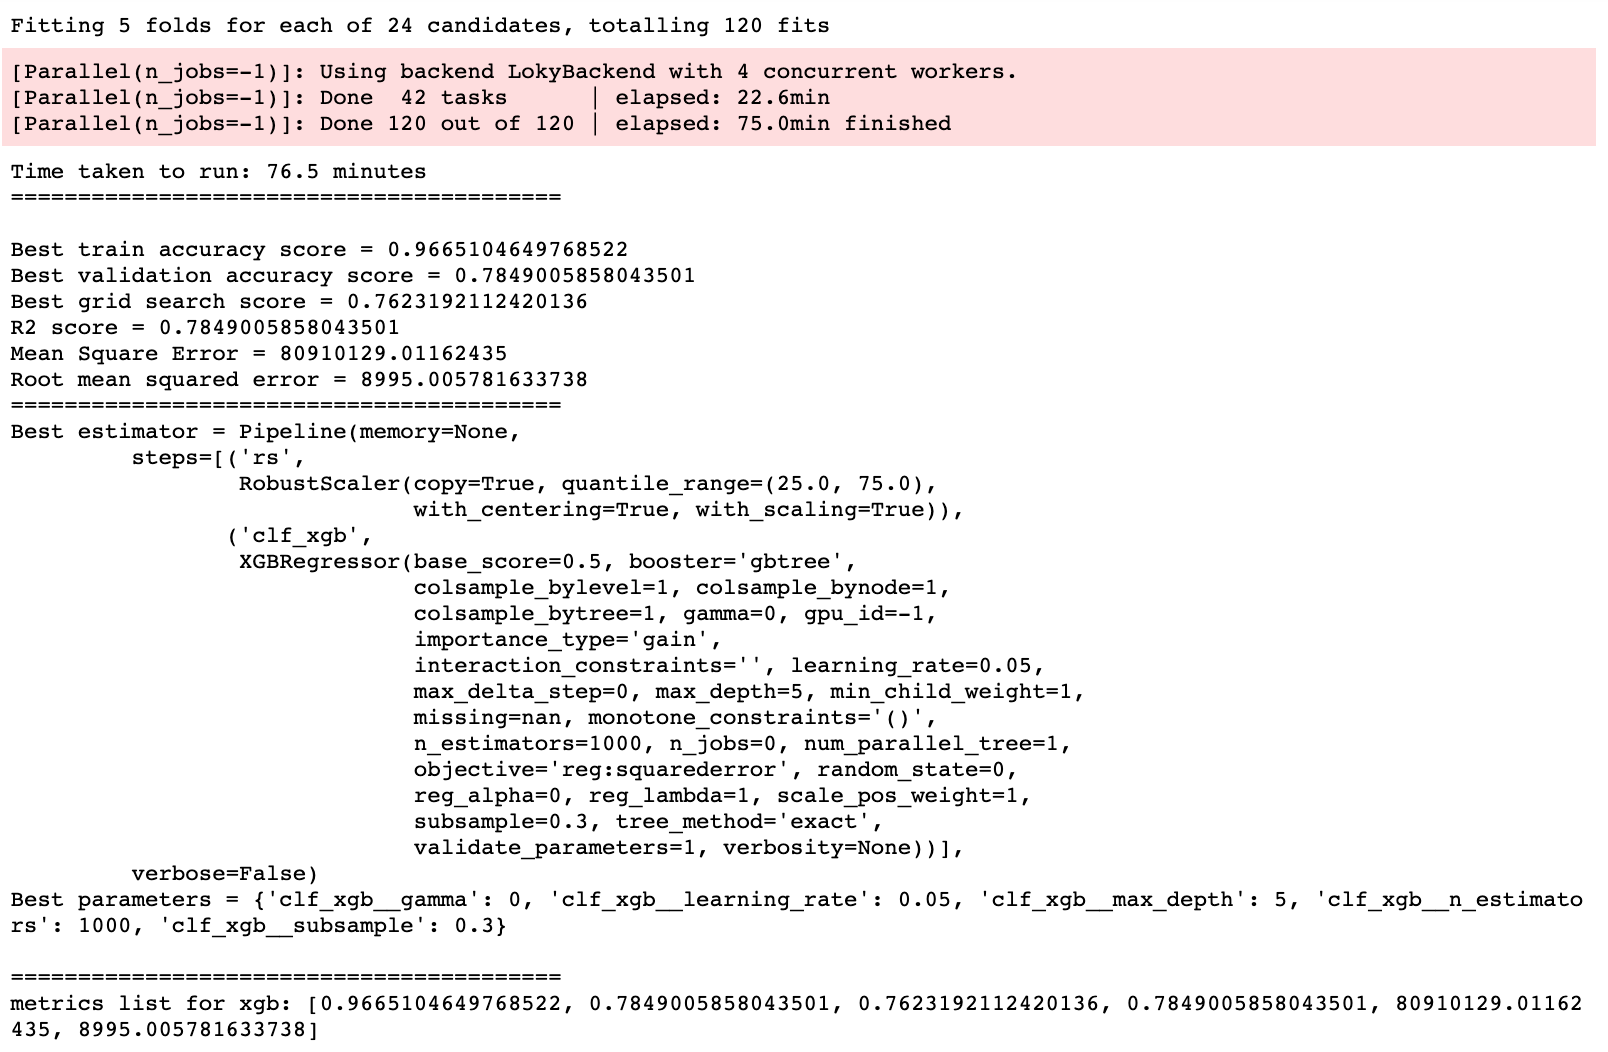 Fitting 5 folds for each of 24 candidates, totalling 120 fits
[Parallel(n_jobs=-1)]: Using backend LokyBackend with 4 concurrent workers.
[Parallel(n_jobs=-1)]: Done  42 tasks      | elapsed: 22.6min
[Parallel(n_jobs=-1)]: Done 120 out of 120 | elapsed: 75.0min finished
Time taken to run: 76.5 minutes
=========================================
Best train accuracy score = 0.9665104649768522
Best validation accuracy score = 0.7849005858043501
Best grid search score = 0.7623192112420136
R2 score = 0.7849005858043501
Mean Square Error = 80910129.01162435
Root mean squared error = 8995.005781633738
=========================================
Best estimator = Pipeline(memory=None,
         steps=[('rs',
                 RobustScaler(copy=True, quantile_range=(25.0, 75.0),
                              with_centering=True, with_scaling=True)),
                ('clf_xgb',
                 XGBRegressor(base_score=0.5, booster='gbtree',
                              colsample_bylevel=1, colsample_bynode=1,
                              colsample_bytree=1, gamma=0, gpu_id=-1,
                              importance_type='gain',
                              interaction_constraints='', learning_rate=0.05,
                              max_delta_step=0, max_depth=5, min_child_weight=1,
                              missing=nan, monotone_constraints='()',
                              n_estimators=1000, n_jobs=0, num_parallel_tree=1,
                              objective='reg:squarederror', random_state=0,
                              reg_alpha=0, reg_lambda=1, scale_pos_weight=1,
                              subsample=0.3, tree_method='exact',
                              validate_parameters=1, verbosity=None))],
         verbose=False)
Best parameters = {'clf_xgb__gamma': 0, 'clf_xgb__learning_rate': 0.05, 'clf_xgb__max_depth': 5, 'clf_xgb__n_estimato
rs': 1000, 'clf_xgb__subsample': 0.3}
=========================================
metrics list for xgb: [0.9665104649768522, 0.7849005858043501, 0.7623192112420136, 0.7849005858043501, 80910129.01162
435, 8995.005781633738]